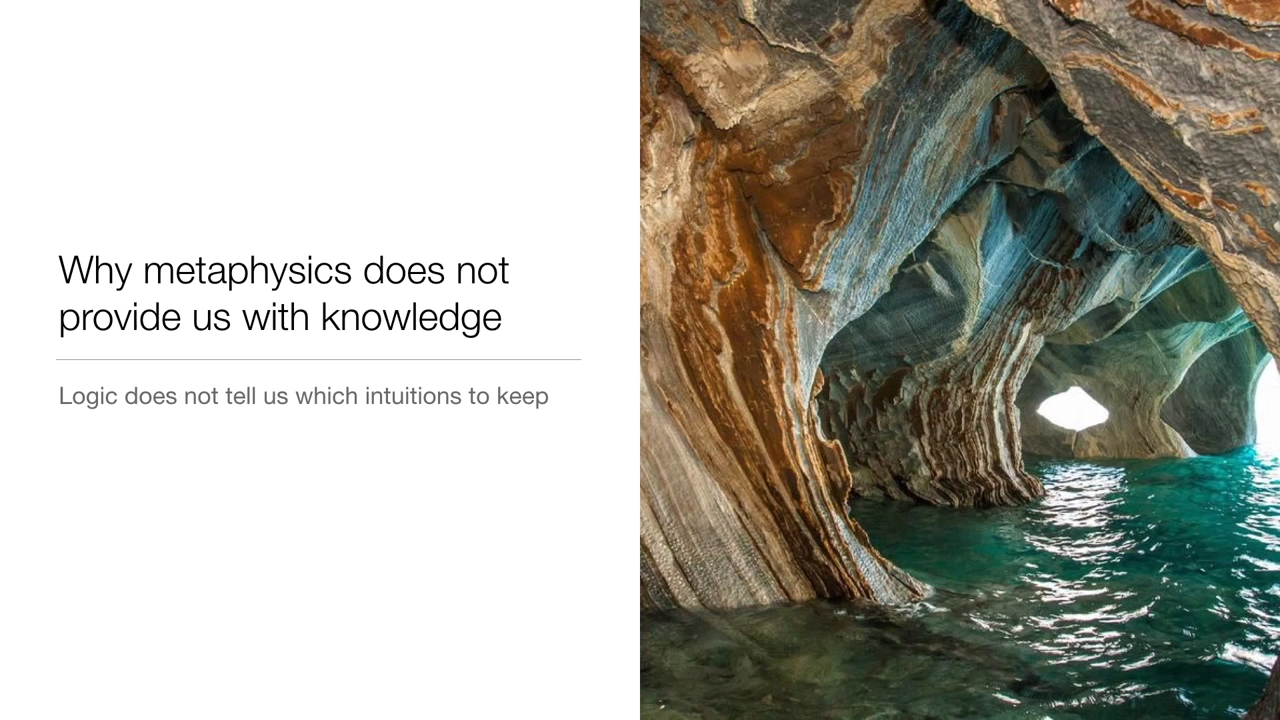 Why metaphysics does not
provide us with knowledge
Logic does not tell us which intuitions to keep